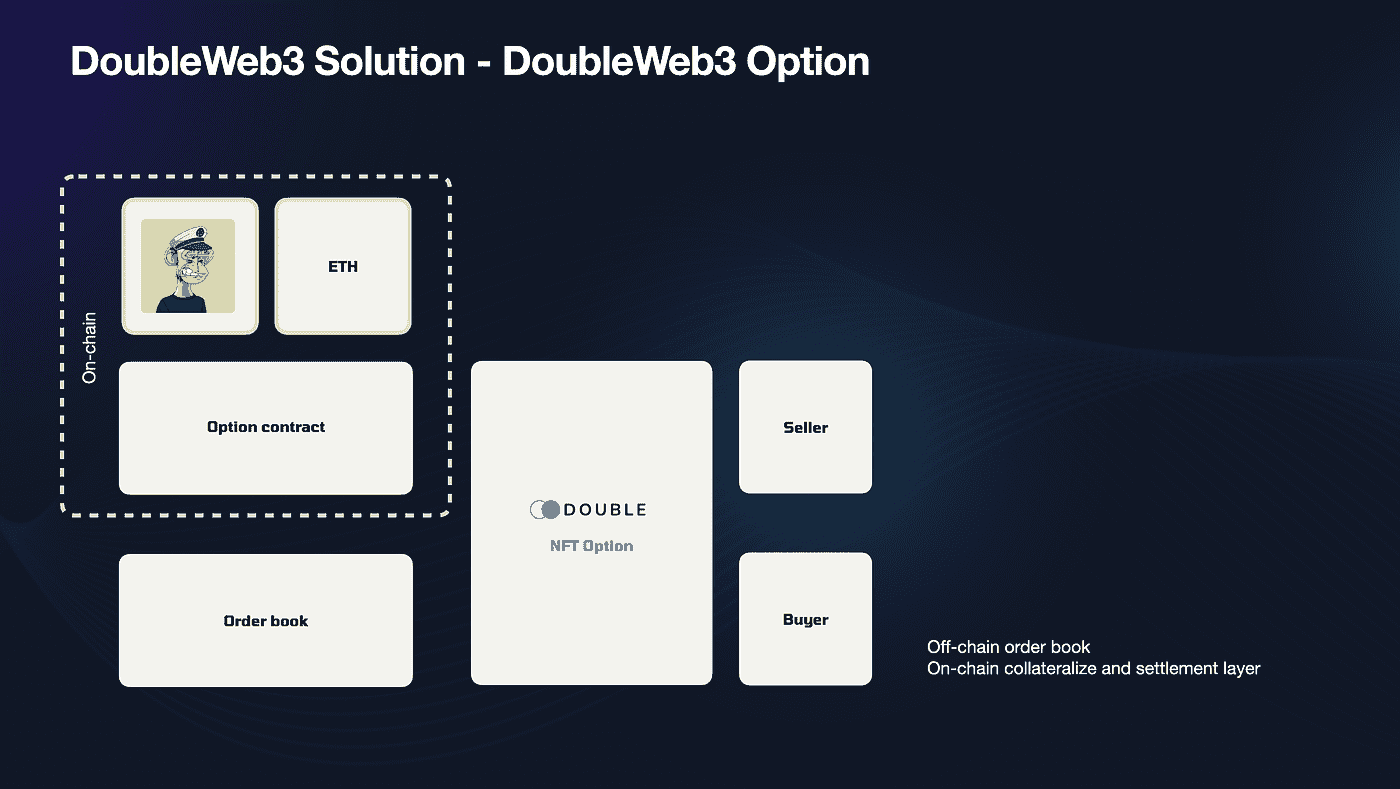 DoubleWeb3 Solution - DoubleWeb3 Option
On-chain
ETH
Option contract
Order book
DOUBLE
NFT Option
Seller
Buyer
Off-chain order book
On-chain collateralize and settlement layer